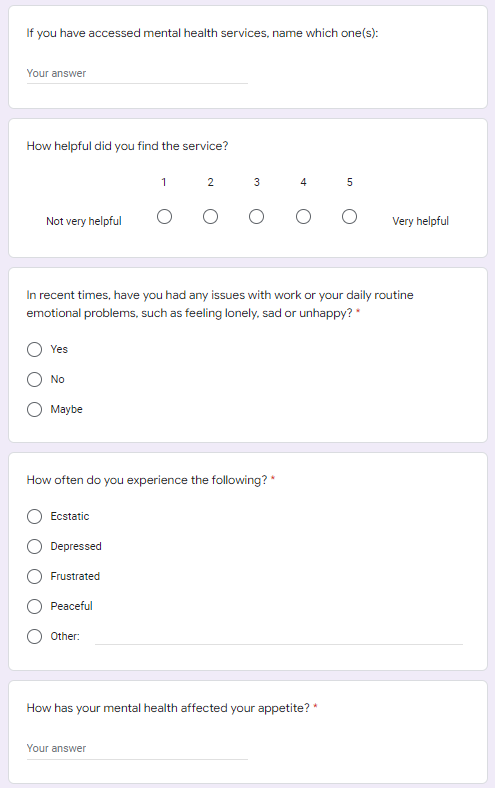 If you have accessed mental health services, name which one(s):
Your answer
How helpful did you find the service?
1 2 3 4 5
Not very helpful Very helpful
In recent times, have you had any issues with work or your daily routine
emotional problems, such as feeling lonely, sad or unhappy? *
Yes
No
Maybe
How often do you experience the following? *
Ecstatic
Depressed
Frustrated
Peaceful
Other:
How has your mental health affected your appetite? *
Your answer